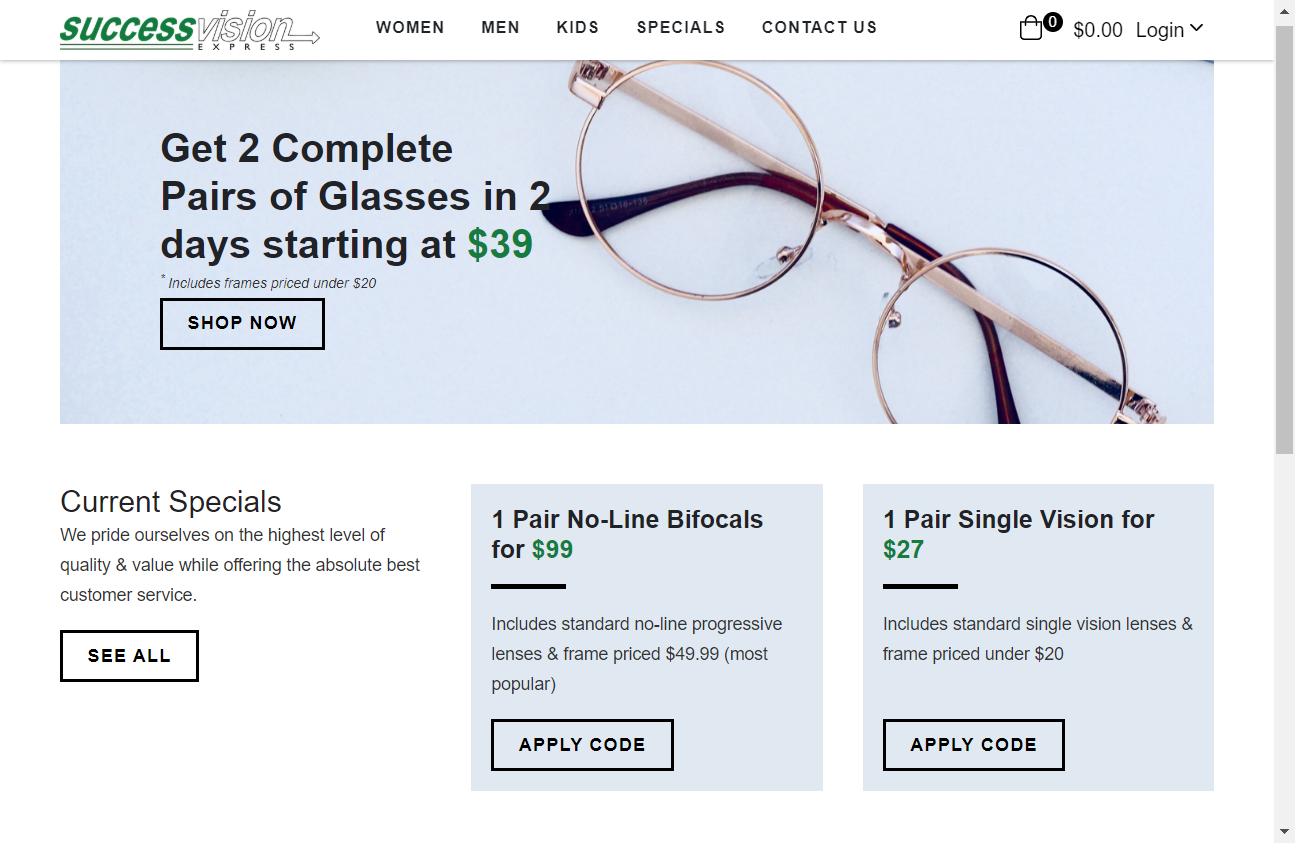 successvision
EXPRESS
WOMEN MEN KIDS SPECIALS CONTACT US
0 $0.00 Login
Get 2 Complete
Pairs of Glasses in 2
days starting at $39
* Includes frames priced under $20
SHOP NOW
Current Specials
We pride ourselves on the highest level of
quality & value while offering the absolute best
customer service.
SEE ALL
1 Pair No-Line Bifocals
for $99
Includes standard no-line progressive
lenses & frame priced $49.99 (most
popular)
APPLY CODE
1 Pair Single Vision for
$27
Includes standard single vision lenses &
frame priced under $20
APPLY CODE